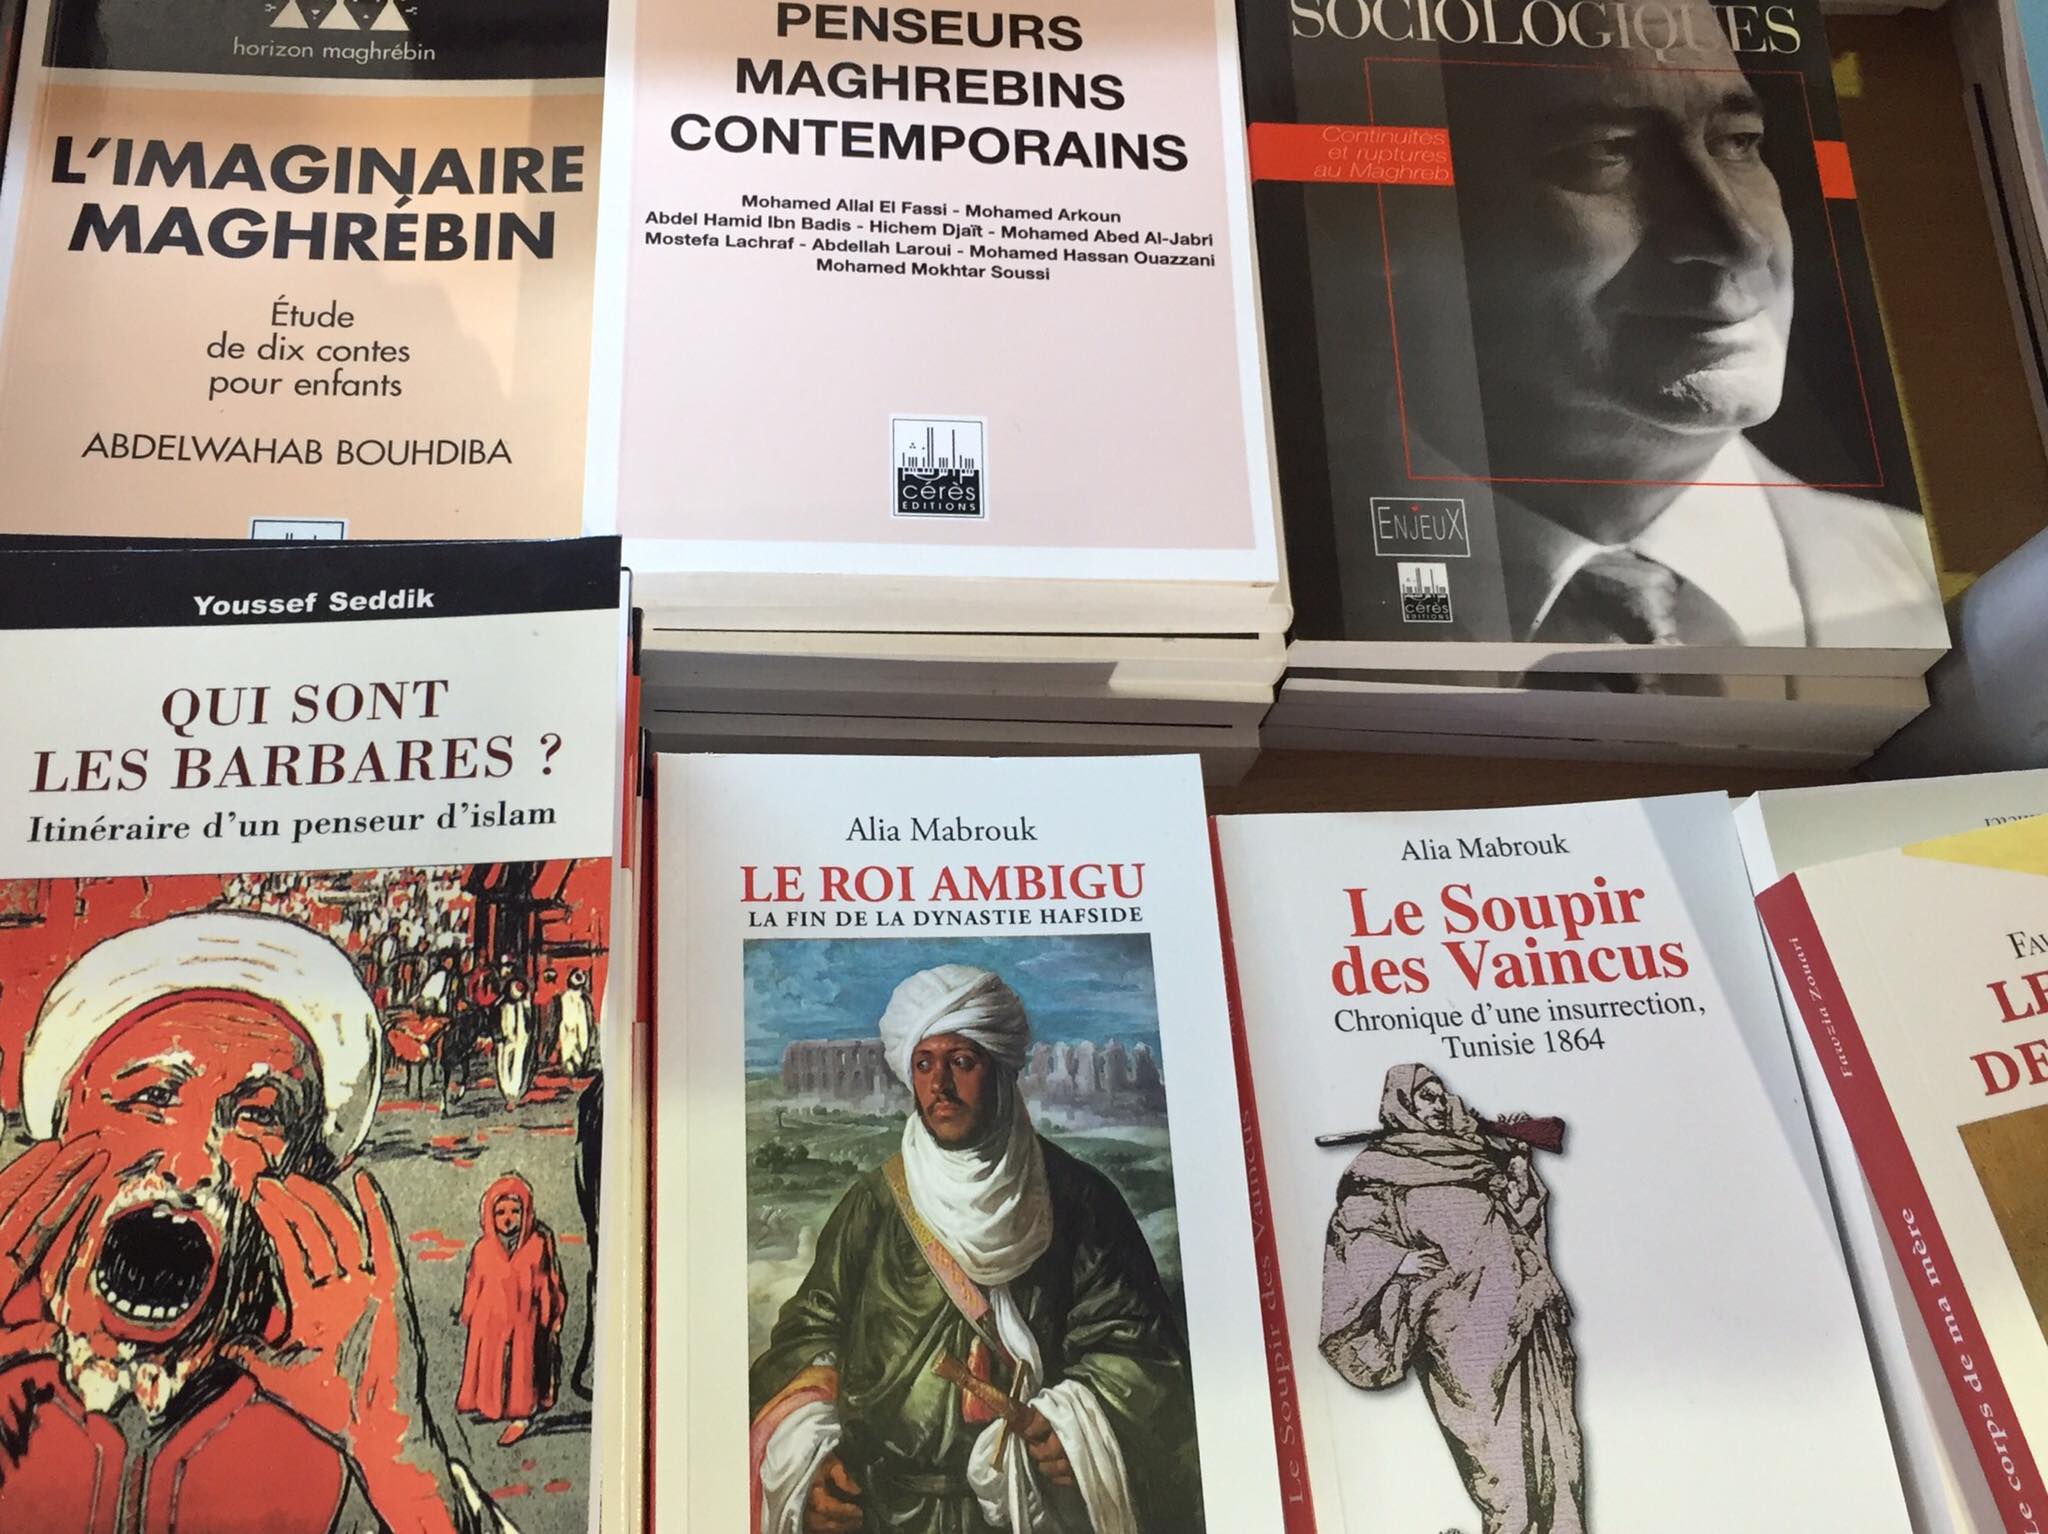 horizon maghrébin
L'IMAGINAIRE
MAGHRÉBIN
Étude
de dix contes
pour enfants
ABDELWAHAB BOUHDIBA
PENSEURS
MAGHREBINS
CONTEMPORAINS
Mohamed Allal El Fassi - Mohamed Arkoun
Abdel Hamid Ibn Badis - Hichem Djaït - Mohamed Abed Al-Jabri
Mostefa Lachraf - Abdellah Laroui - Mohamed Hassan Ouazzani
Mohamed Mokhtar Soussi
cérès
EDITIONS
SOCIOLOGIQUES
Continuités
et ruptures
au Maghreb
ENJEUX
cérès
EDITIONS
Youssef Seddik
QUI SONT
LES BARBARES ?
Itinéraire d'un penseur d'islam
Alia Mabrouk
LE ROI AMBIGU
LA FIN DE LA DYNASTIE HAFSIDE
Le Soupir des Vaincus
Alia Mabrouk
Le Soupir
des Vaincus
Chronique d'une insurrection,
Tunisie 1864
Fawzia Zouari
Le corps de ma mère
FAW
LE
DE